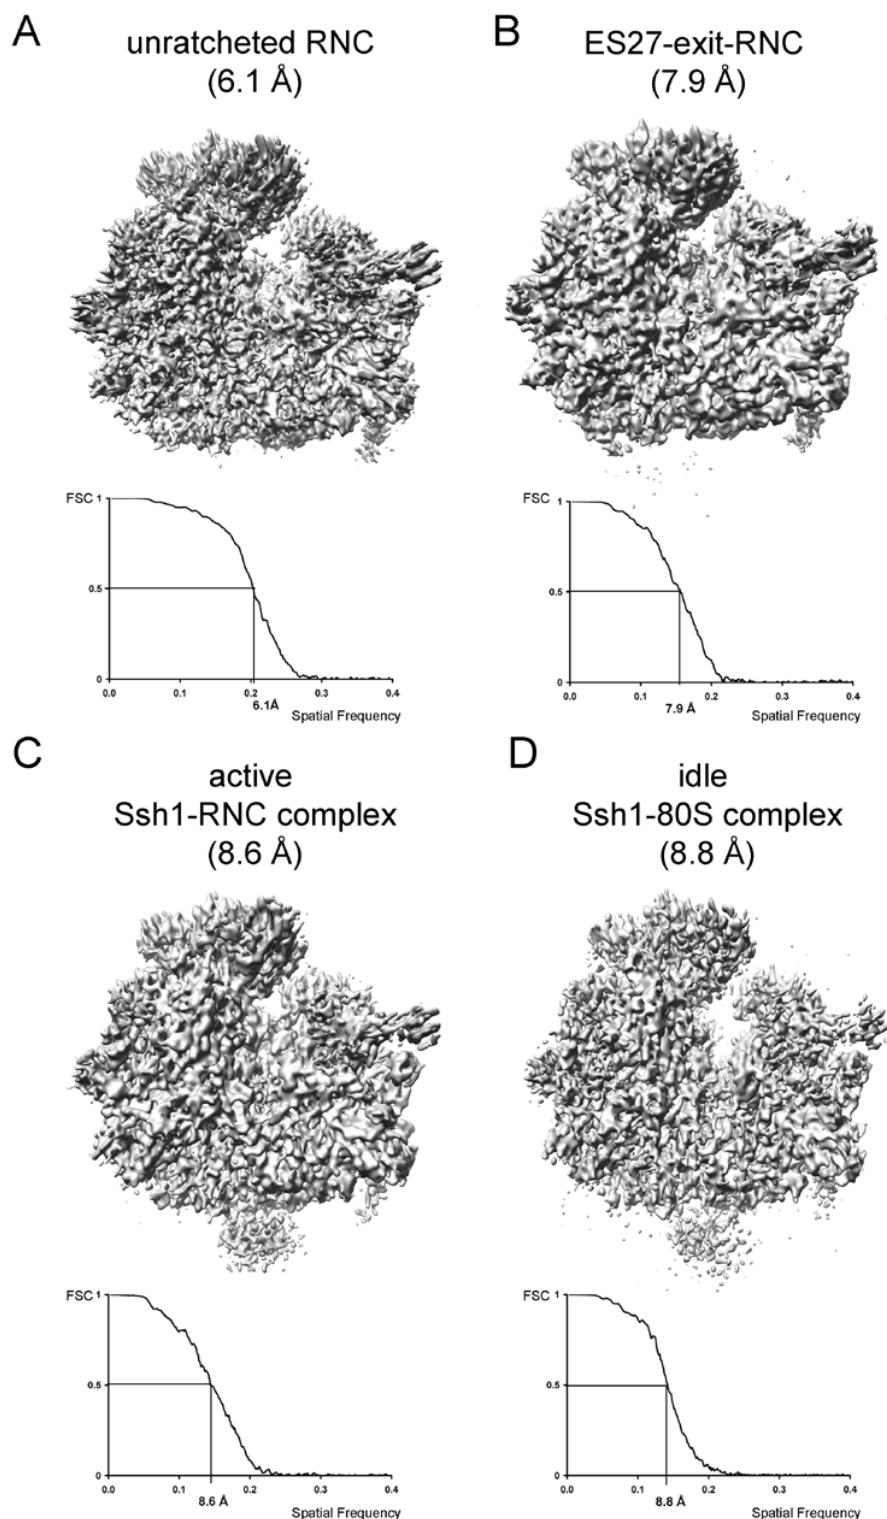 A
unratcheted RNC
(6.1 Å)
B
ES27-exit-RNC
(7.9 Å)
FSC 1
0.5
0
0.0 0.1 0.2 0.3 0.4
6.1Å
Spatial Frequency
FSC 1
0.5
0
0.0 0.1 0.2 0.3 0.4
7.9 Å
Spatial Frequency
C
active
Ssh1-RNC complex
(8.6 Å)
D
idle
Ssh1-80S complex
(8.8 Å)
FSC 1
0.5
0
0.0 0.1 0.2 0.3 0.4
8.6 Å
Spatial Frequency
FSC 1
0.5
0
0.0 0.1 0.2 0.3 0.4
8.8 Å
Spatial Frequency